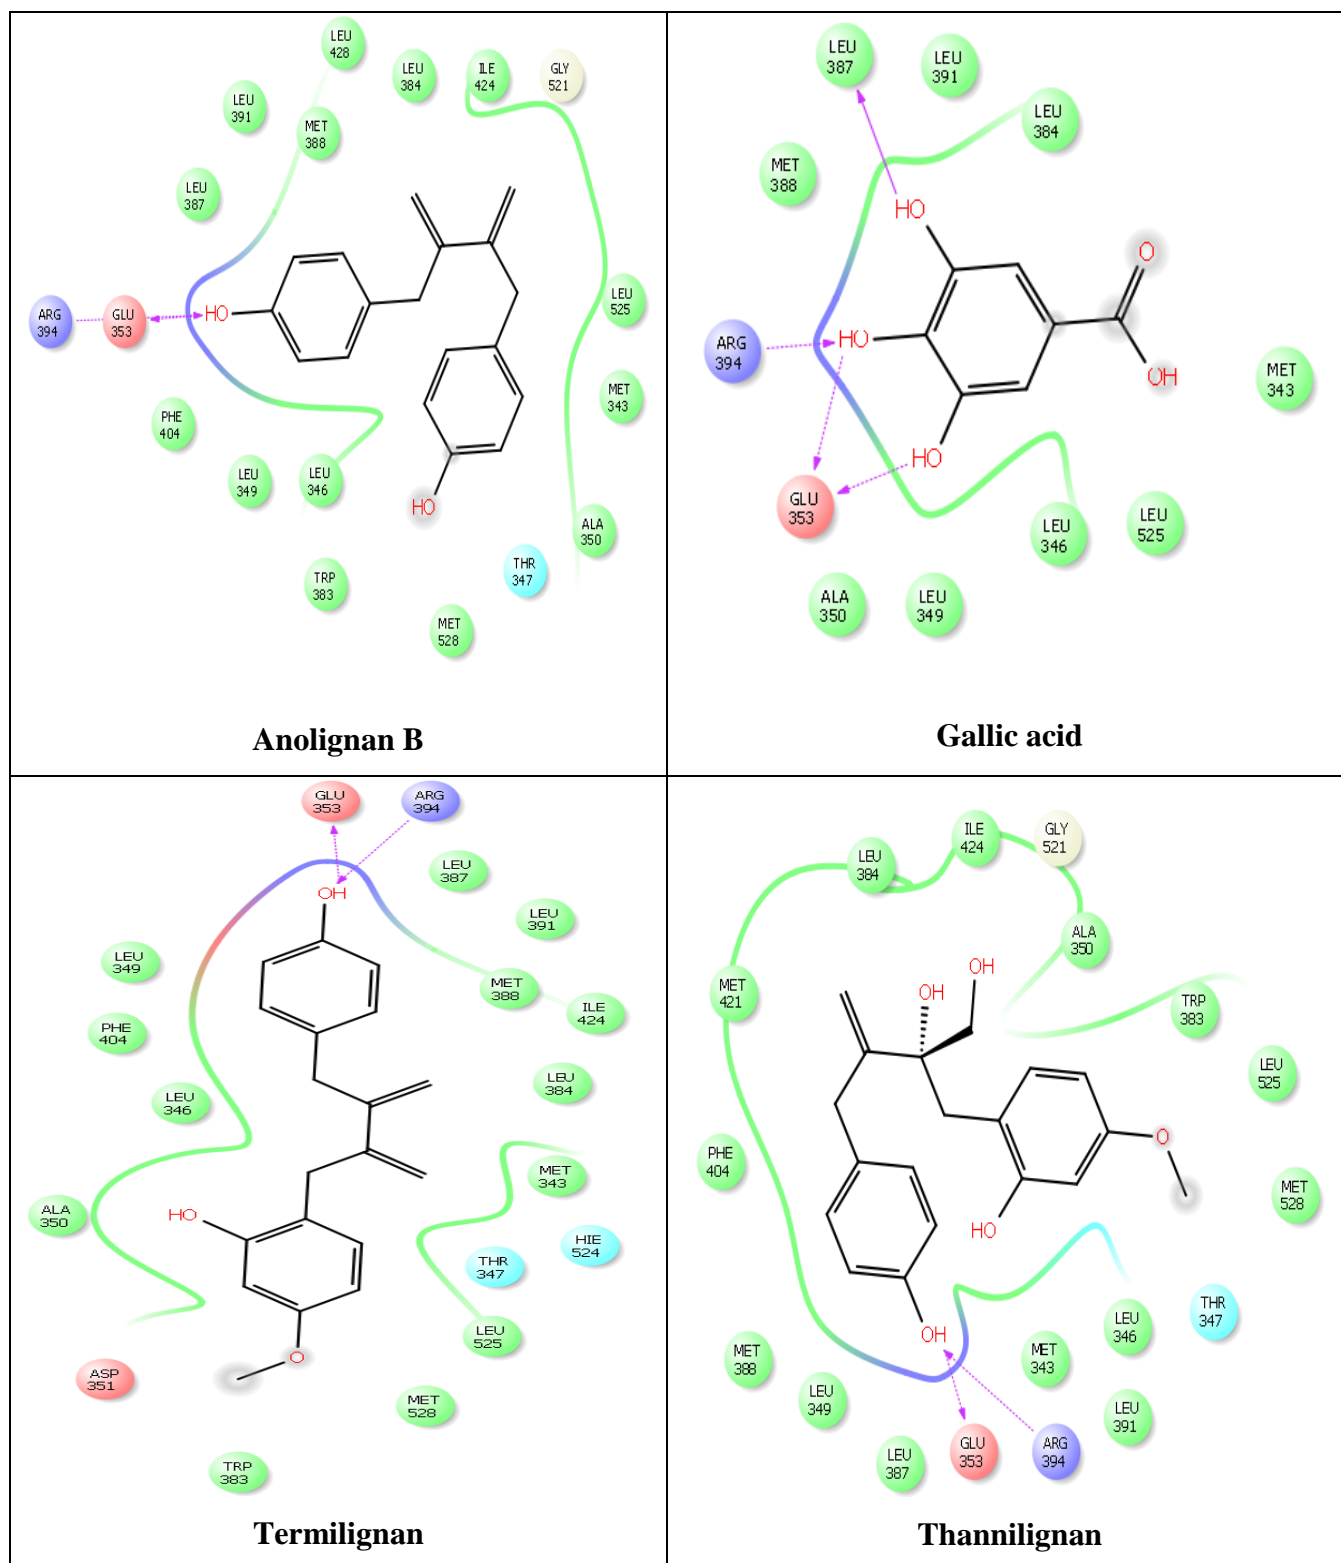 LEU
428
LEU
384
ILE
424
GLY
521
LEU
391
MET
388
LEU
387
ARG
394
GLU
353
HO
LEU
525
MET
343
PHE
404
LEU
349
LEU
346
HO
ALA
350
THR
347
TRP
383
MET
528
Anolignan B
LEU
387
LEU
391
LEU
384
MET
388
HO
O
ARG
394
HO
OH
MET
343
HO
GLU
353
LEU
346
LEU
525
ALA
350
LEU
349
Gallic acid
GLU
353
ARG
394
LEU
387
OH
LEU
391
LEU
349
MET
388
ILE
424
PHE
404
LEU
346
LEU
384
MET
343
ALA
350
HO
HIE
524
THR
347
LEU
525
O
ASP
351
MET
528
TRP
383
Termilignan
ILE
424
GLY
521
LEU
384
ALA
350
MET
421
OH
OH
TRP
383
LEU
525
PHE
404
O
MET
528
HO
THR
347
LEU
346
OH
MET
388
MET
343
LEU
349
LEU
391
LEU
387
GLU
353
ARG
394
Thannilignan